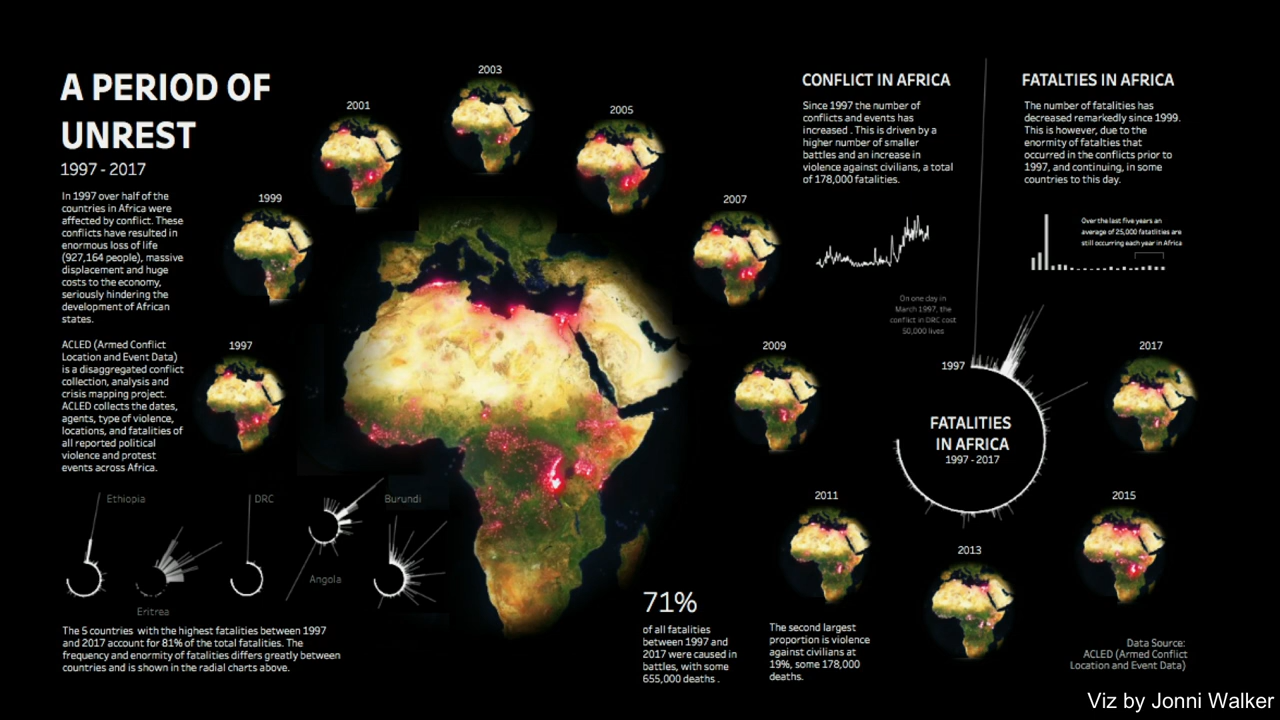 A PERIOD OF
UNREST
1997 - 2017
In 1997 over half of the
countries in Africa were
affected by conflict. These
conflicts have resulted in
enormous loss of life
(927,164 people), massive
displacement and huge
costs to the economy,
seriously hindering the
development of African
states.
ACLED (Armed Conflict
Location and Event Data)
is a disaggregated conflict
collection, analysis and
crisis mapping project.
ACLED collects the dates,
agents, type of violence,
locations, and fatalities of
all reported political
violence and protest
events across Africa.
1997
1999
2001
2003
2005
2007
2009
2011
2013
2015
2017
CONFLICT IN AFRICA
Since 1997 the number of
conflicts and events has
increased . This is driven by a
higher number of smaller
battles and an increase in
violence against civilians, a total
of 178,000 fatalities.
FATALTIES IN AFRICA
The number of fatalities has
decreased remarkedly since 1999.
This is however, due to the
enormity of fatalties that
occurred in the conflicts prior to
1997, and continuing, in some
countries to this day.
Over the last five years an
average of 25,000 fatatlities are
still occurring each year in Africa
On one day in
March 1997, the
conflict in DRC cost
50,000 lives
1997
FATALITIES
IN AFRICA
1997 - 2017
Ethiopia
Eritrea
DRC
Angola
Burundi
The 5 countries with the highest fatalities between 1997
and 2017 account for 81% of the total fatalities. The
frequency and enormity of fatalities differs greatly between
countries and is shown in the radial charts above.
71%
of all fatalities
between 1997 and
2017 were caused in
battles, with some
655,000 deaths .
The second largest
proportion is violence
against civilians at
19%, some 178,000
deaths.
Data Source:
ACLED (Armed Conflict
Location and Event Data)
Viz by Jonni Walker